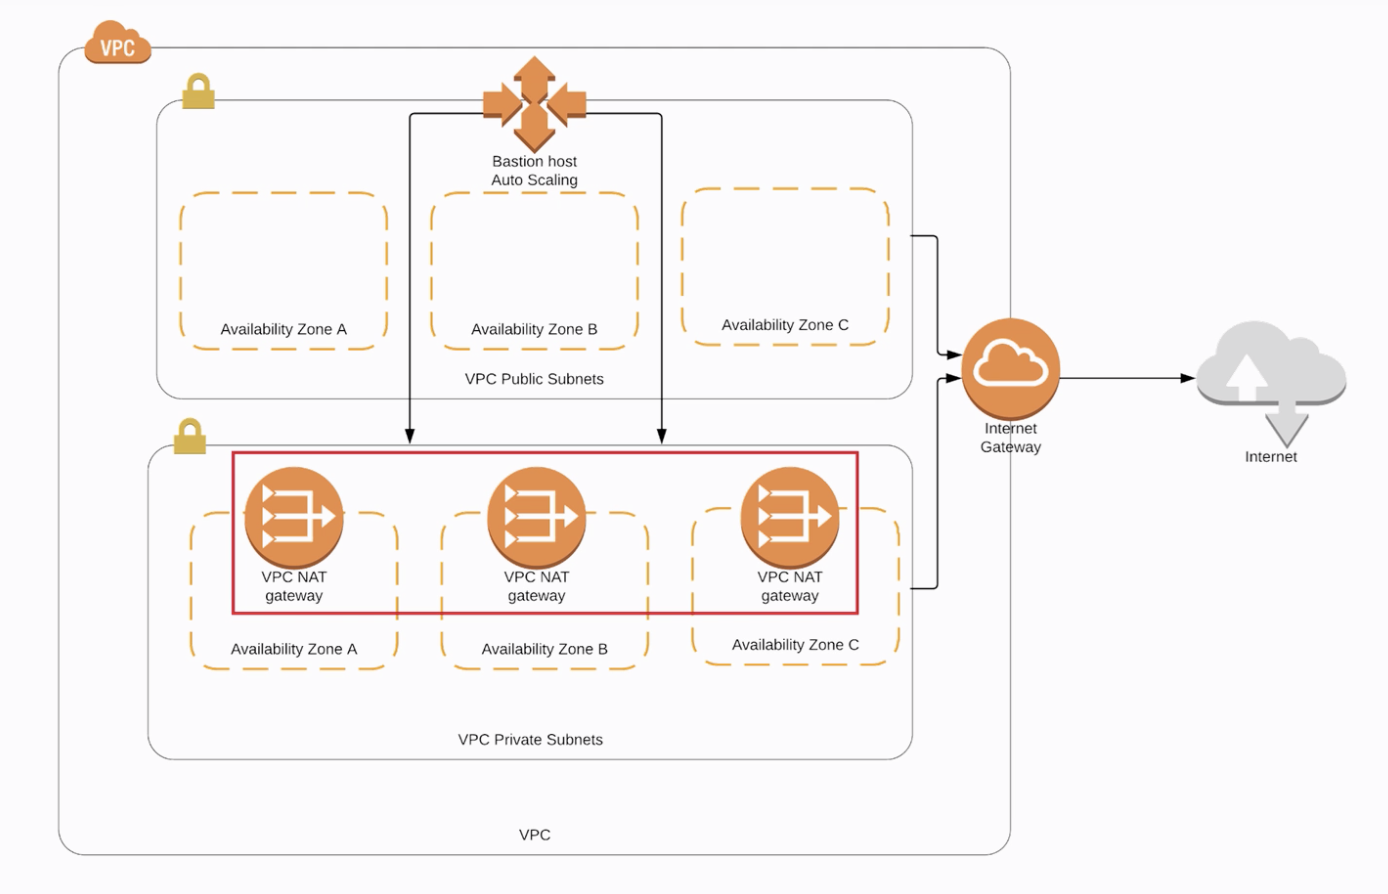 VPC
Bastion host
Auto Scaling
Availability Zone A
Availability Zone B
Availability Zone C
VPC Public Subnets
Internet
Gateway
Internet
VPC NAT
gateway
VPC NAT
gateway
VPC NAT
gateway
Availability Zone A
Availability Zone B
Availability Zone C
VPC Private Subnets
VPC